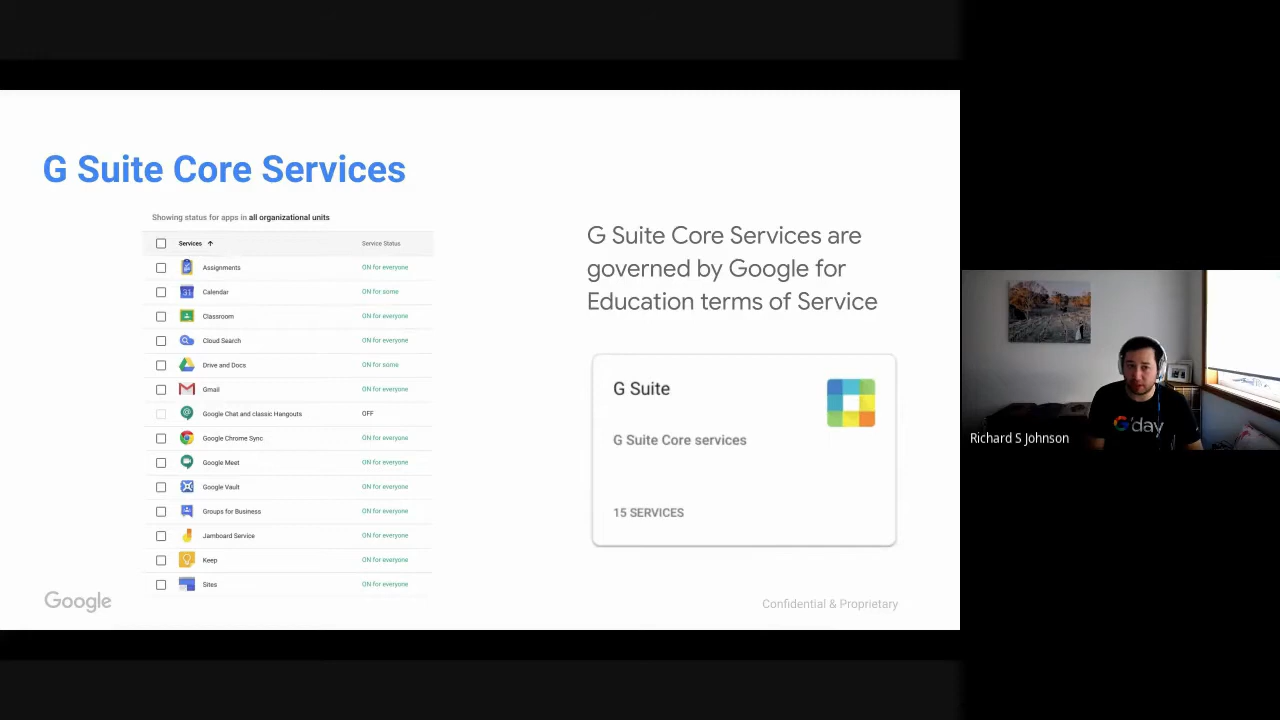 G Suite Core Services
Showing status for apps in all organizational units
Services ↑ Service Status
Assignments ON for everyone
31 Calendar ON for some
Classroom ON for everyone
Cloud Search ON for everyone
Drive and Docs ON for some
Gmail ON for everyone
Google Chat and classic Hangouts OFF
Google Chrome Sync ON for everyone
Google Meet ON for everyone
Google Vault ON for everyone
Groups for Business ON for everyone
Jamboard Service ON for everyone
Keep ON for everyone
Sites ON for everyone
G Suite Core Services are
governed by Google for
Education terms of Service
G Suite
G Suite Core services
15 SERVICES
Google
Confidential & Proprietary
G'day
Richard S Johnson